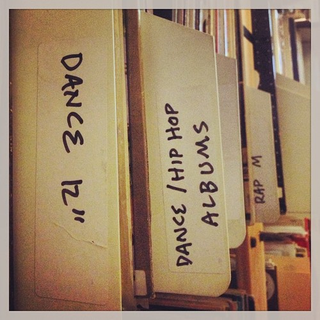 DANCE 12"
DANCE/HIP HOP
ALBUMS
RAP M